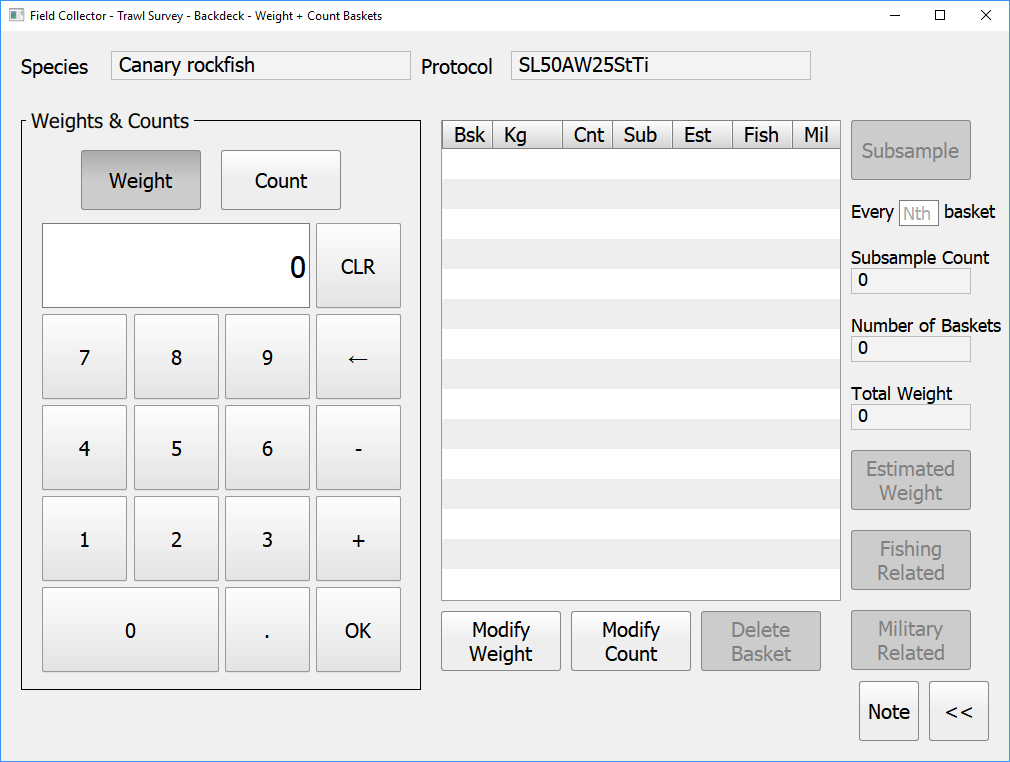 Field Collector - Trawl Survey - Backdeck - Weight + Count Baskets
Species Canary rockfish Protocol SL50AW25StTi
Weights & Counts
Weight Count
0 CLR
7 8 9 ←
4 5 6 -
1 2 3 +
0 . OK
Bsk Kg Cnt Sub Est Fish Mil
Modify
Weight
Modify
Count
Delete
Basket
Subsample
Every Nth basket
Subsample Count
0
Number of Baskets
0
Total Weight
0
Estimated
Weight
Fishing
Related
Military
Related
Note <<